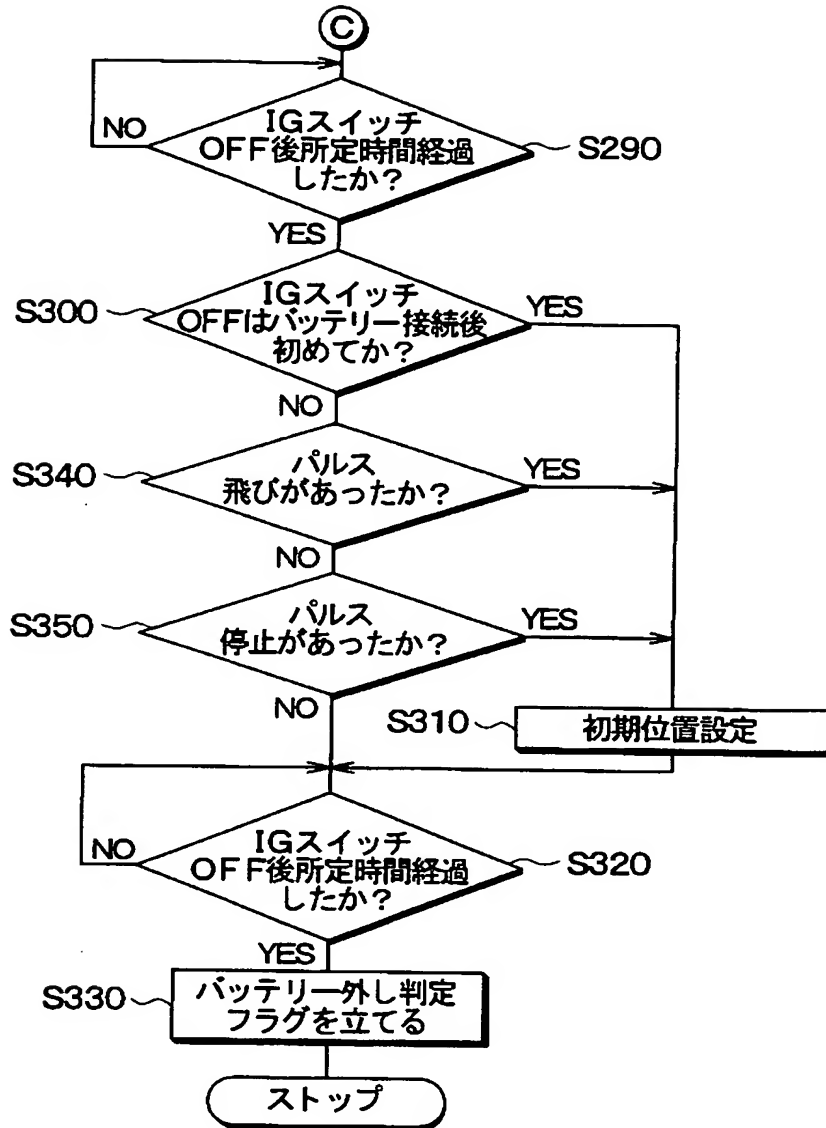 C
IGスイッチ
OFF後所定時間経過
したか?
NO
S290
YES
IGスイッチ
OFFはバッテリー接続後
初めてか?
S300
YES
NO
パルス
飛びがあったか?
S340
YES
NO
パルス
停止があったか?
S350
YES
NO
S310
初期位置設定
IGスイッチ
OFF後所定時間経過
したか?
NO
S320
YES
S330
バッテリー外し判定
フラグを立てる
ストップ